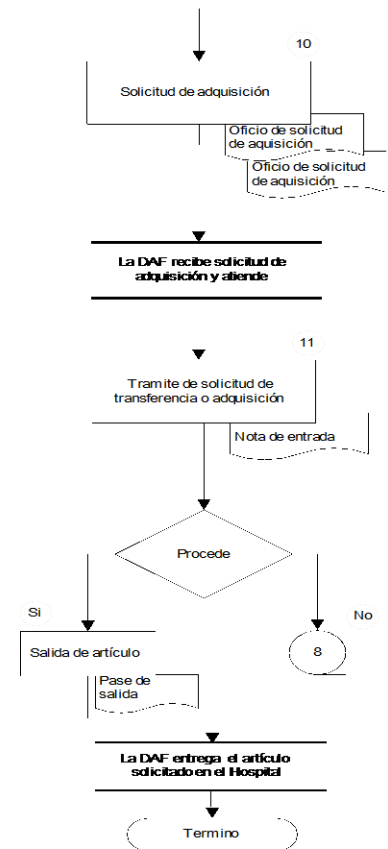 10
Solicitud de adquisición
Oficio de solicitud
de aquisición
Oficio de solicitud
de aquisición
La DAF recibe solicitud de
adquisición y atiende
11
Tramite de solicitud de
transferencia o adquisición
Nota de entrada
Procede
Si
No
Salida de artículo
8
Pase de
salida
La DAF entrega el artículo
solicitado en el Hospital
Termino